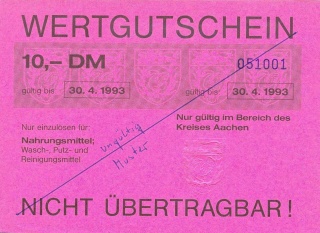 WERTGUTSCHEIN
10,– DM
051001
gültig bis 30. 4. 1993
gültig bis 30. 4. 1993
Nur gültig im Bereich des
Kreises Aachen
Nur einzulösen für
Nahrungsmittel;
Wasch-, Putz- und
Reinigungsmittel
ungültig
Muster
NICHT ÜBERTRAGBAR!